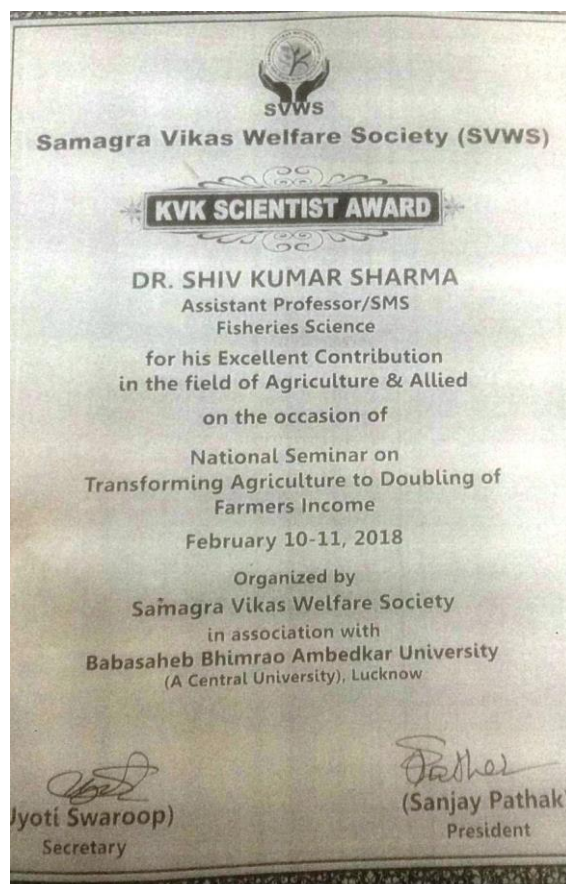 SVWS
Samagra Vikas Welfare Society (SVWS)
KVK SCIENTIST AWARD
DR. SHIV KUMAR SHARMA
Assistant Professor/SMS
Fisheries Science
for his Excellent Contribution
in the field of Agriculture & Allied
on the occasion of
National Seminar on
Transforming Agriculture to Doubling of
Farmers Income
February 10-11, 2018
Organized by
Samagra Vikas Welfare Society
in association with
Babasaheb Bhimrao Ambedkar University
(A Central University), Lucknow
Jyoti Swaroop)
Secretary
Pathak
(Sanjay Pathak)
President